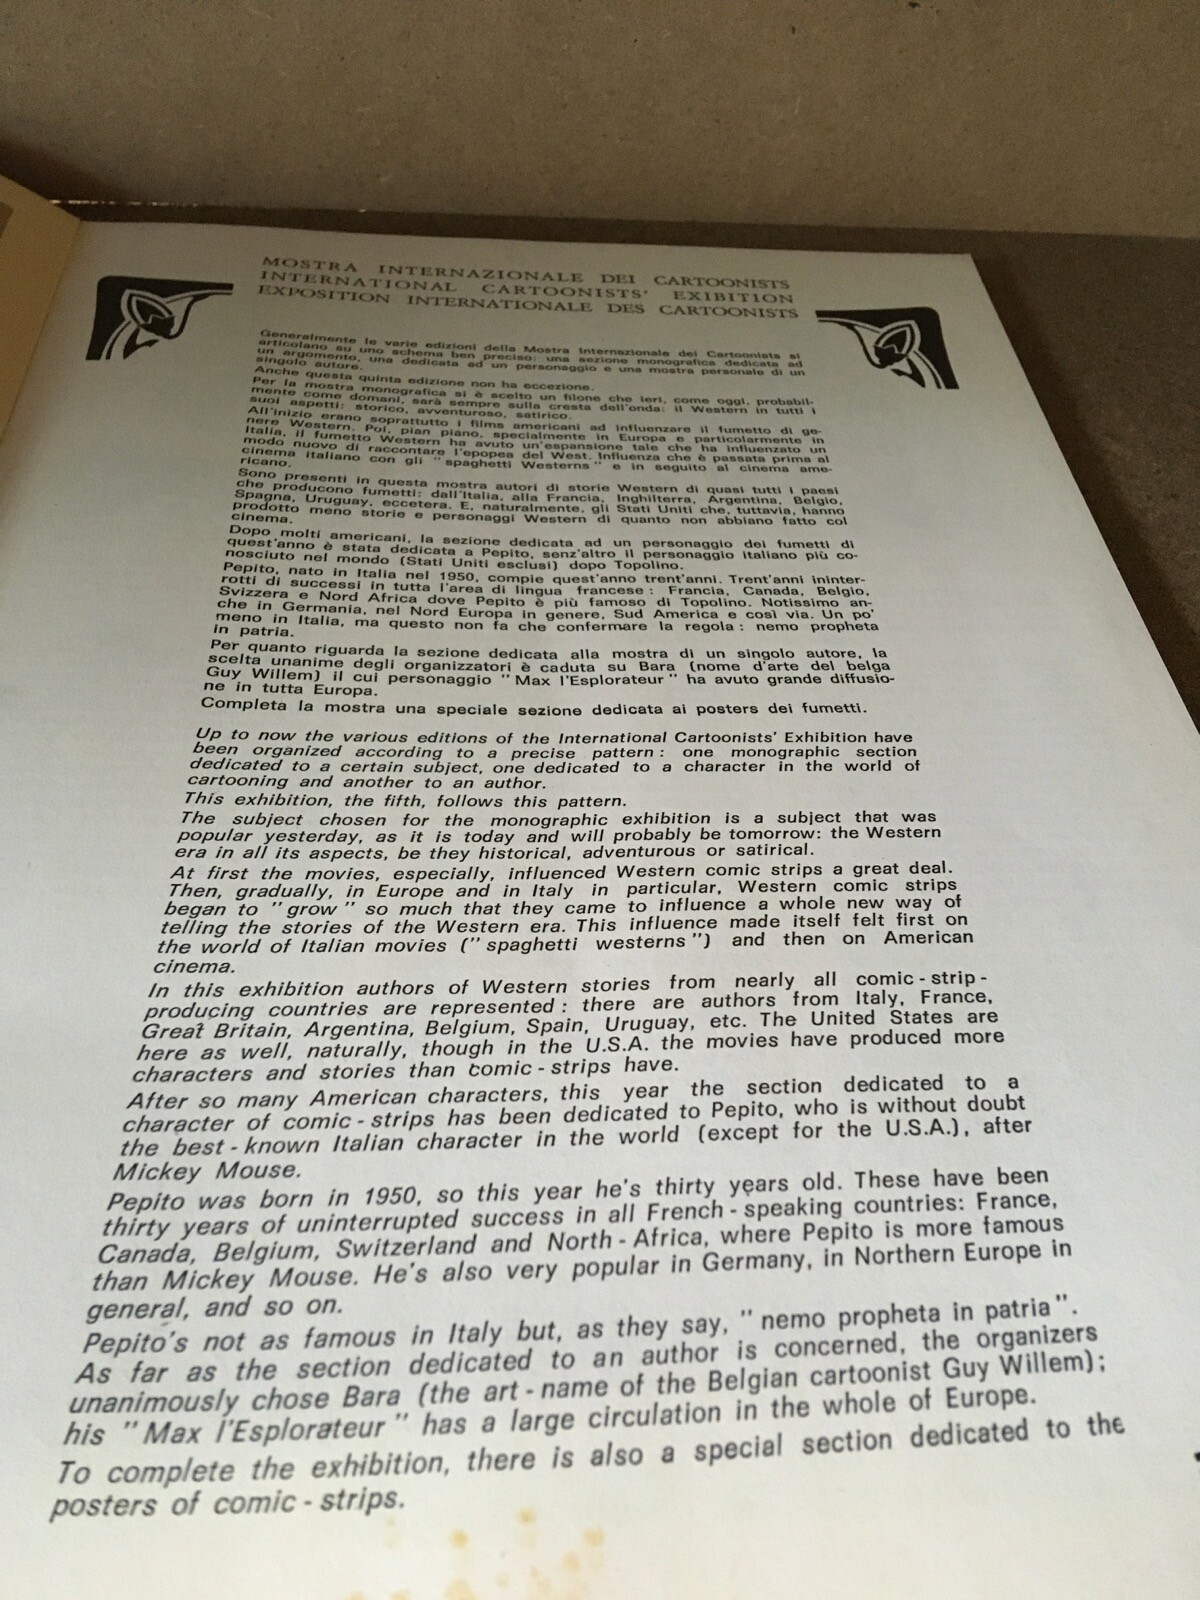 MOSTRA INTERNAZIONALE DEI CARTOONISTS
INTERNATIONAL CARTOONISTS' EXIBITION
EXPOSITION INTERNATIONALE DES CARTOONISTS
Generalmente le varie edizioni della Mostra Internazionale dei Cartoonists si
articolano su uno schema ben preciso: una sezione monografica dedicata ad
un argomento, una dedicata ad un personaggio e una mostra personale di un
singolo autore.
Anche questa quinta edizione non ha eccezione.
Per la mostra monografica si è scelto un filone che ieri, come oggi, probabil-
mente come domani, sarà sempre sulla cresta dell'onda: il Western in tutti i
suoi aspetti: storico, avventuroso, satirico.
All'inizio erano soprattutto i films americani ad influenzare il fumetto di ge-
nere Western. Poi, pian piano, specialmente in Europa e particolarmente in
Italia, il fumetto Western ha avuto un'espansione tale che ha influenzato un
modo nuovo di raccontare l'epopea del West. Influenza che è passata prima al
cinema italiano con gli "spaghetti Westerns" e in seguito al cinema ame-
ricano.
Sono presenti in questa mostra autori di storie Western di quasi tutti i paesi
che producono fumetti: dall'Italia, alla Francia, Inghilterra, Argentina, Belgio,
Spagna, Uruguay, eccetera. E, naturalmente, gli Stati Uniti che, tuttavia, hanno
prodotto meno storie e personaggi Western di quanto non abbiano fatto col
cinema.
Dopo molti americani, la sezione dedicata ad un personaggio dei fumetti di
quest'anno è stata dedicata a Pepito, senz'altro il personaggio italiano più co-
nosciuto nel mondo (Stati Uniti esclusi) dopo Topolino.
Pepito, nato in Italia nel 1950, compie quest'anno trent'anni. Trent'anni ininter-
rotti di successi in tutta l'area di lingua francese : Francia, Canada, Belgio,
Svizzera e Nord Africa dove Pepito è più famoso di Topolino. Notissimo an-
che in Germania, nel Nord Europa in genere, Sud America e così via. Un po'
meno in Italia, ma questo non fa che confermare la regola : nemo propheta
in patria.
Per quanto riguarda la sezione dedicata alla mostra di un singolo autore, la
scelta unanime degli organizzatori è caduta su Bara (nome d'arte del belga
Guy Willem) il cui personaggio "Max l'Esplorateur" ha avuto grande diffusio-
ne in tutta Europa.
Completa la mostra una speciale sezione dedicata ai posters dei fumetti.
Up to now the various editions of the International Cartoonists' Exhibition have
been organized according to a precise pattern : one monographic section
dedicated to a certain subject, one dedicated to a character in the world of
cartooning and another to an author.
This exhibition, the fifth, follows this pattern.
The subject chosen for the monographic exhibition is a subject that was
popular yesterday, as it is today and will probably be tomorrow: the Western
era in all its aspects, be they historical, adventurous or satirical.
At first the movies, especially, influenced Western comic strips a great deal.
Then, gradually, in Europe and in Italy in particular, Western comic strips
began to "grow" so much that they came to influence a whole new way of
telling the stories of the Western era. This influence made itself felt first on
the world of Italian movies ("spaghetti westerns") and then on American
cinema.
In this exhibition authors of Western stories from nearly all comic - strip -
producing countries are represented : there are authors from Italy, France,
Great Britain, Argentina, Belgium, Spain, Uruguay, etc. The United States are
here as well, naturally, though in the U.S.A. the movies have produced more
characters and stories than comic - strips have.
After so many American characters, this year the section dedicated to a
character of comic - strips has been dedicated to Pepito, who is without doubt
the best - known Italian character in the world (except for the U.S.A.), after
Mickey Mouse.
Pepito was born in 1950, so this year he's thirty years old. These have been
thirty years of uninterrupted success in all French - speaking countries: France,
Canada, Belgium, Switzerland and North - Africa, where Pepito is more famous
than Mickey Mouse. He's also very popular in Germany, in Northern Europe in
general, and so on.
Pepito's not as famous in Italy but, as they say, "nemo propheta in patria".
As far as the section dedicated to an author is concerned, the organizers
unanimously chose Bara (the art - name of the Belgian cartoonist Guy Willem);
his "Max l'Esplorateur" has a large circulation in the whole of Europe.
To complete the exhibition, there is also a special section dedicated to the
posters of comic - strips.